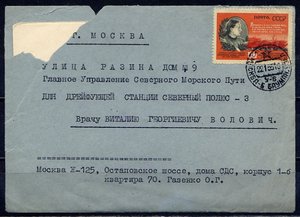 Г. МОСКВА
УЛИЦА РАЗИНА ДОМ №9
Главное Управление Северного Морского Пути
ДЛЯ ДРЕЙФУЮЩЕЙ СТАНЦИИ СЕВЕРНЫЙ ПОЛЮС - 3
Врачу ВИТАЛИЮ ГЕОРГИЕВИЧУ ВОЛОВИЧ.
Москва Д-125, Остаповское шоссе, дома СДС, корпус 1-б
квартира 70. Газенко О.Г.
ПОЧТА СССР